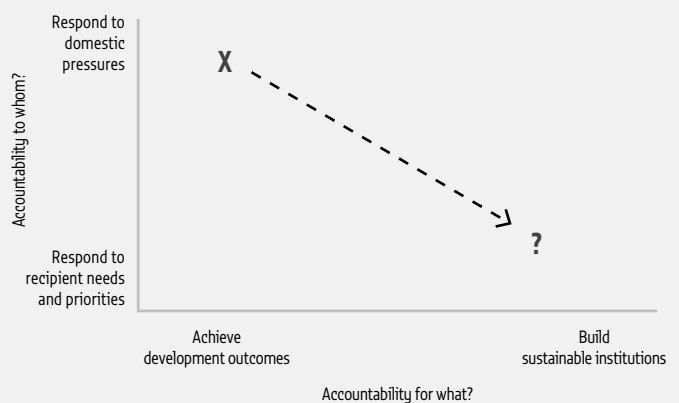 Respond to
domestic
pressures
X
Accountability to whom?
?
Respond to
recipient needs
and priorities
Achieve
development outcomes
Build
sustainable institutions
Accountability for what?